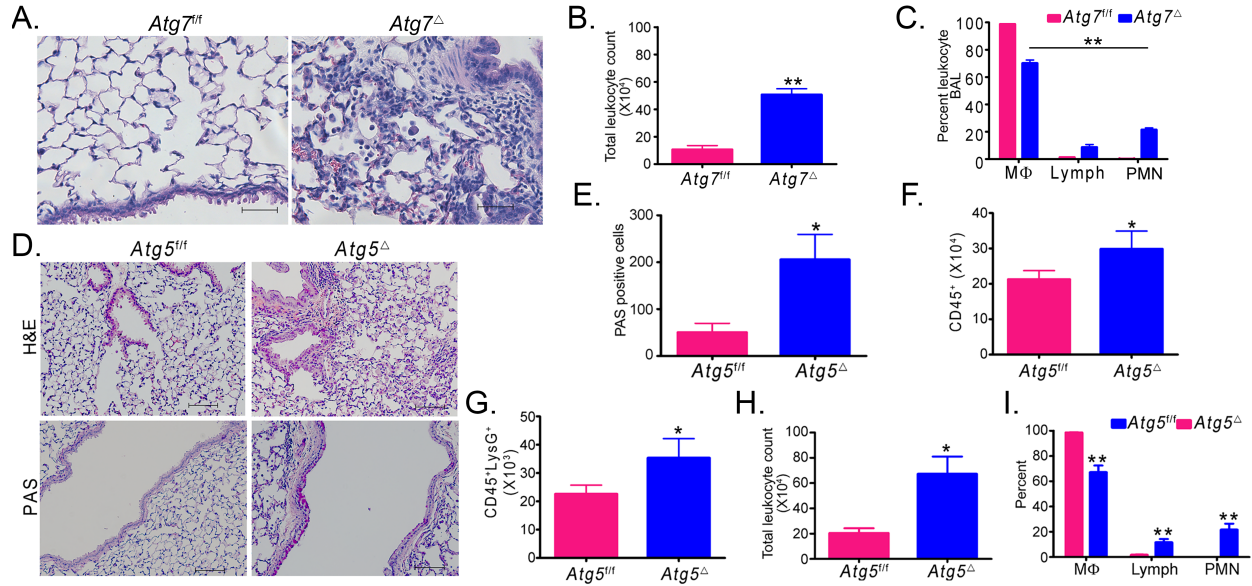 A.
Atg7f/f
Atg7△
B.
Total leukocyte count
(X10⁴)
100
80
60
40
20
0
**
Atg7f/f
Atg7△
C.
Atg7f/f
Atg7△
Percent leukocyte
BAL
100
80
60
40
20
0
**
MΦ
Lymph
PMN
D.
Atg5f/f
Atg5△
H&E
PAS
E.
PAS positive cells
300
200
100
0
*
Atg5f/f
Atg5△
F.
CD45⁺ (X10⁴)
40
30
20
10
0
*
Atg5f/f
Atg5△
G.
CD45⁺LysG⁺
(X10³)
50
40
30
20
10
0
*
Atg5f/f
Atg5△
H.
Total leukocyte count
(X10⁴)
100
80
60
40
20
0
*
Atg5f/f
Atg5△
I.
Atg5f/f
Atg5△
Percent
100
80
60
40
20
0
**
**
**
MΦ
Lymph
PMN